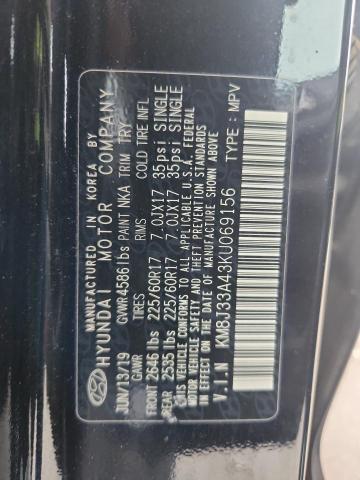 MANUFACTURED IN KOREA BY
HYUNDAI MOTOR COMPANY
JUN/13/19 GVWR4586lbs PAINT NKA TRIM TRY
GAWR TIRES RIMS COLD TIRE INFL
FRONT 2646 lbs 225/60R17 7.0JX17 35psi SINGLE
REAR 2535 lbs 225/60R17 7.0JX17 35psi SINGLE
THIS VEHICLE CONFORMS TO ALL APPLICABLE U.S.A. FEDERAL
MOTOR VEHICLE SAFETY AND THEFT PREVENTION STANDARDS
IN EFFECT ON THE DATE OF MANUFACTURE SHOWN ABOVE
V.I.N KM8J33A43KU069156 TYPE: MPV